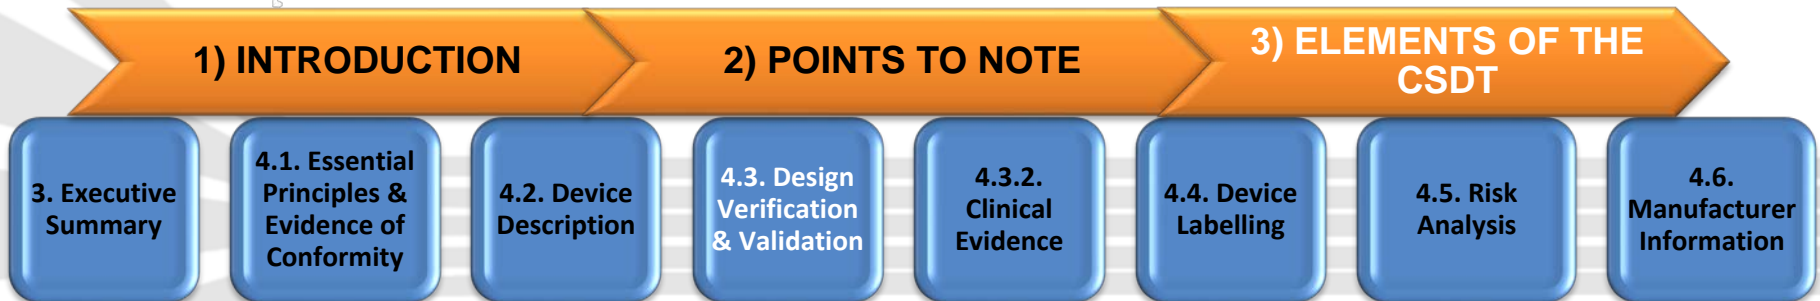 1) INTRODUCTION
2) POINTS TO NOTE
3) ELEMENTS OF THE
CSDT
3. Executive
Summary
4.1. Essential
Principles &
Evidence of
Conformity
4.2. Device
Description
4.3. Design
Verification
& Validation
4.3.2.
Clinical
Evidence
4.4. Device
Labelling
4.5. Risk
Analysis
4.6.
Manufacturer
Information